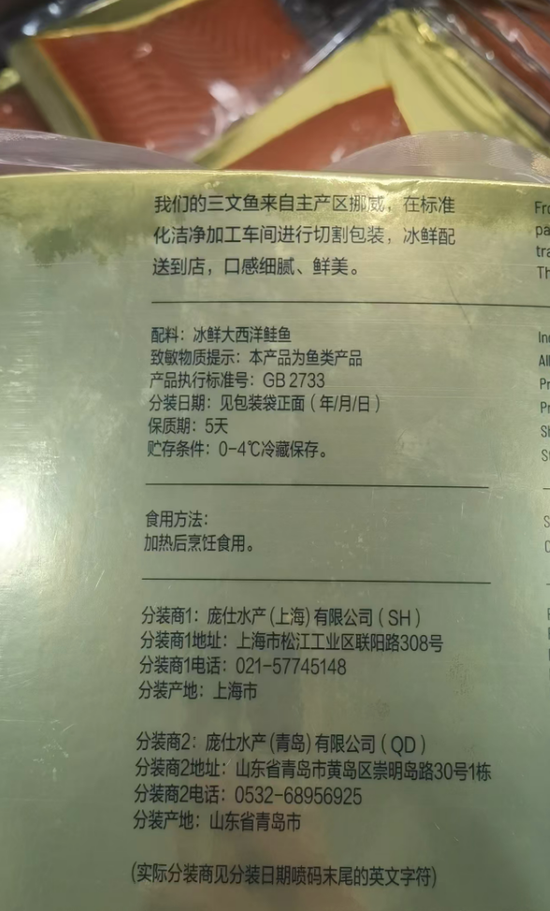 我们的三文鱼来自主产区挪威，在标准
化洁净加工车间进行切割包装，冰鲜配
送到店，口感细腻、鲜美。
配料：冰鲜大西洋鲑鱼
致敏物质提示：本产品为鱼类产品
产品执行标准号：GB 2733
分装日期：见包装袋正面（年/月/日）
保质期：5天
贮存条件：0-4℃冷藏保存。
食用方法：
加热后烹饪食用。
分装商1：庞仕水产(上海)有限公司（SH）
分装商1地址：上海市松江工业区联阳路308号
分装商1电话：021-57745148
分装产地：上海市
分装商2：庞仕水产(青岛)有限公司（QD）
分装商2地址：山东省青岛市黄岛区崇明岛路30号1栋
分装商2电话：0532-68956925
分装产地：山东省青岛市
(实际分装商见分装日期喷码末尾的英文字符)